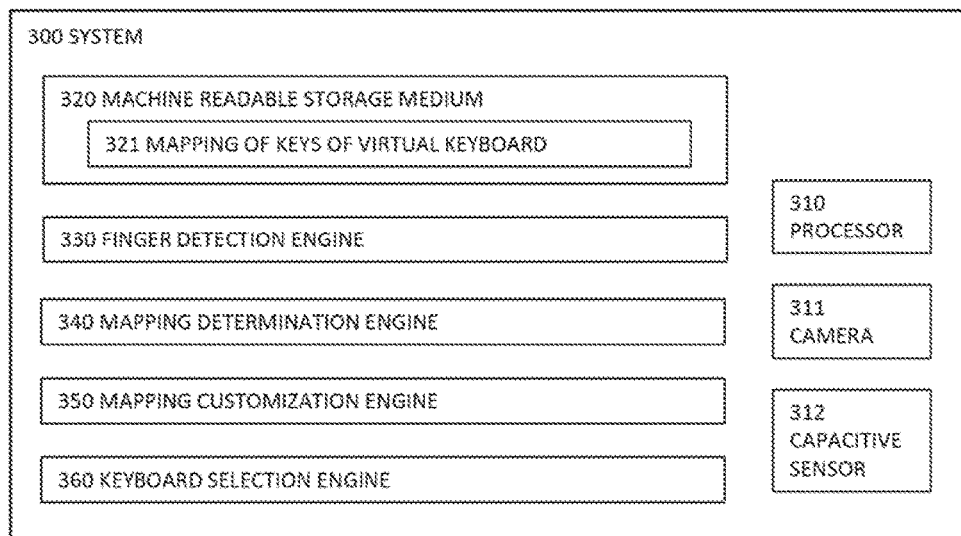 300 SYSTEM
320 MACHINE READABLE STORAGE MEDIUM
321 MAPPING OF KEYS OF VIRTUAL KEYBOARD
330 FINGER DETECTION ENGINE
340 MAPPING DETERMINATION ENGINE
350 MAPPING CUSTOMIZATION ENGINE
360 KEYBOARD SELECTION ENGINE
310
PROCESSOR
311
CAMERA
312
CAPACITIVE
SENSOR